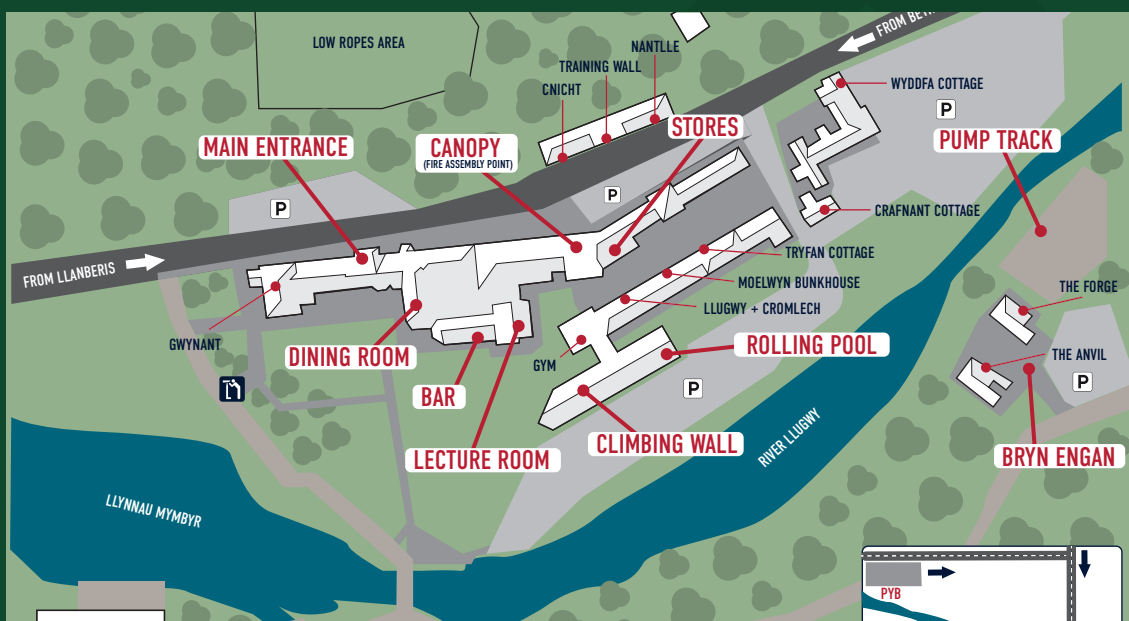 LOW ROPES AREA
FROM BET
NANTLLE
TRAINING WALL
CNICHT
WYDDFA COTTAGE
P
STORES
MAIN ENTRANCE
CANOPY
(FIRE ASSEMBLY POINT)
PUMP TRACK
P
P
CRAFNANT COTTAGE
FROM LLANBERIS
TRYFAN COTTAGE
MOELWYN BUNKHOUSE
THE FORGE
LLUGWY + CROMLECH
GWYNANT
DINING ROOM
ROLLING POOL
GYM
THE ANVIL
P
P
BAR
CLIMBING WALL
RIVER LLUGWY
LECTURE ROOM
BRYN ENGAN
LLYNNAU MYMBYR
PYB